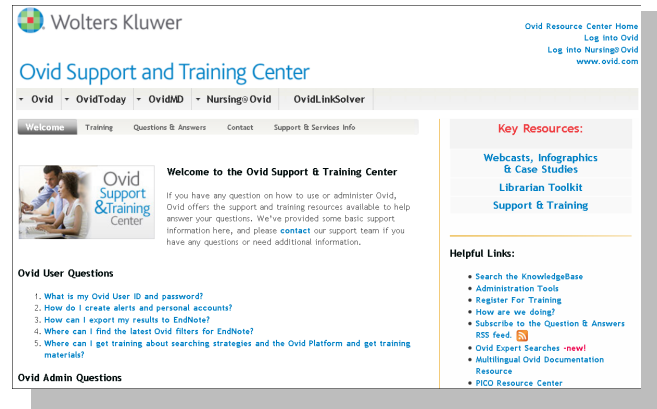 Wolters Kluwer
Ovid Resource Center Home
Log into Ovid
Log into Nursing@Ovid
www.ovid.com
Ovid Support and Training Center
Ovid OvidToday OvidMD Nursing@Ovid OvidLinkSolver
Welcome Training Questions & Answers Contact Support & Services Info
Ovid
Support
&Training
Center
Welcome to the Ovid Support & Training Center
If you have any question on how to use or administer Ovid,
Ovid offers the support and training resources available to help
answer your questions. We've provided some basic support
information here, and please contact our support team if you
have any questions or need additional information.
Ovid User Questions
1. What is my Ovid User ID and password?
2. How do I create alerts and personal accounts?
3. How can I export my results to EndNote?
4. Where can I find the latest Ovid filters for EndNote?
5. Where can I get training about searching strategies and the Ovid Platform and get training
materials?
Ovid Admin Questions
Key Resources:
Webcasts, Infographics
& Case Studies
Librarian Toolkit
Support & Training
Helpful Links:
Search the KnowledgeBase
Administration Tools
Register For Training
How are we doing?
Subscribe to the Question & Answers
RSS feed.
Ovid Expert Searches -new!
Multilingual Ovid Documentation
Resource
PICO Resource Center